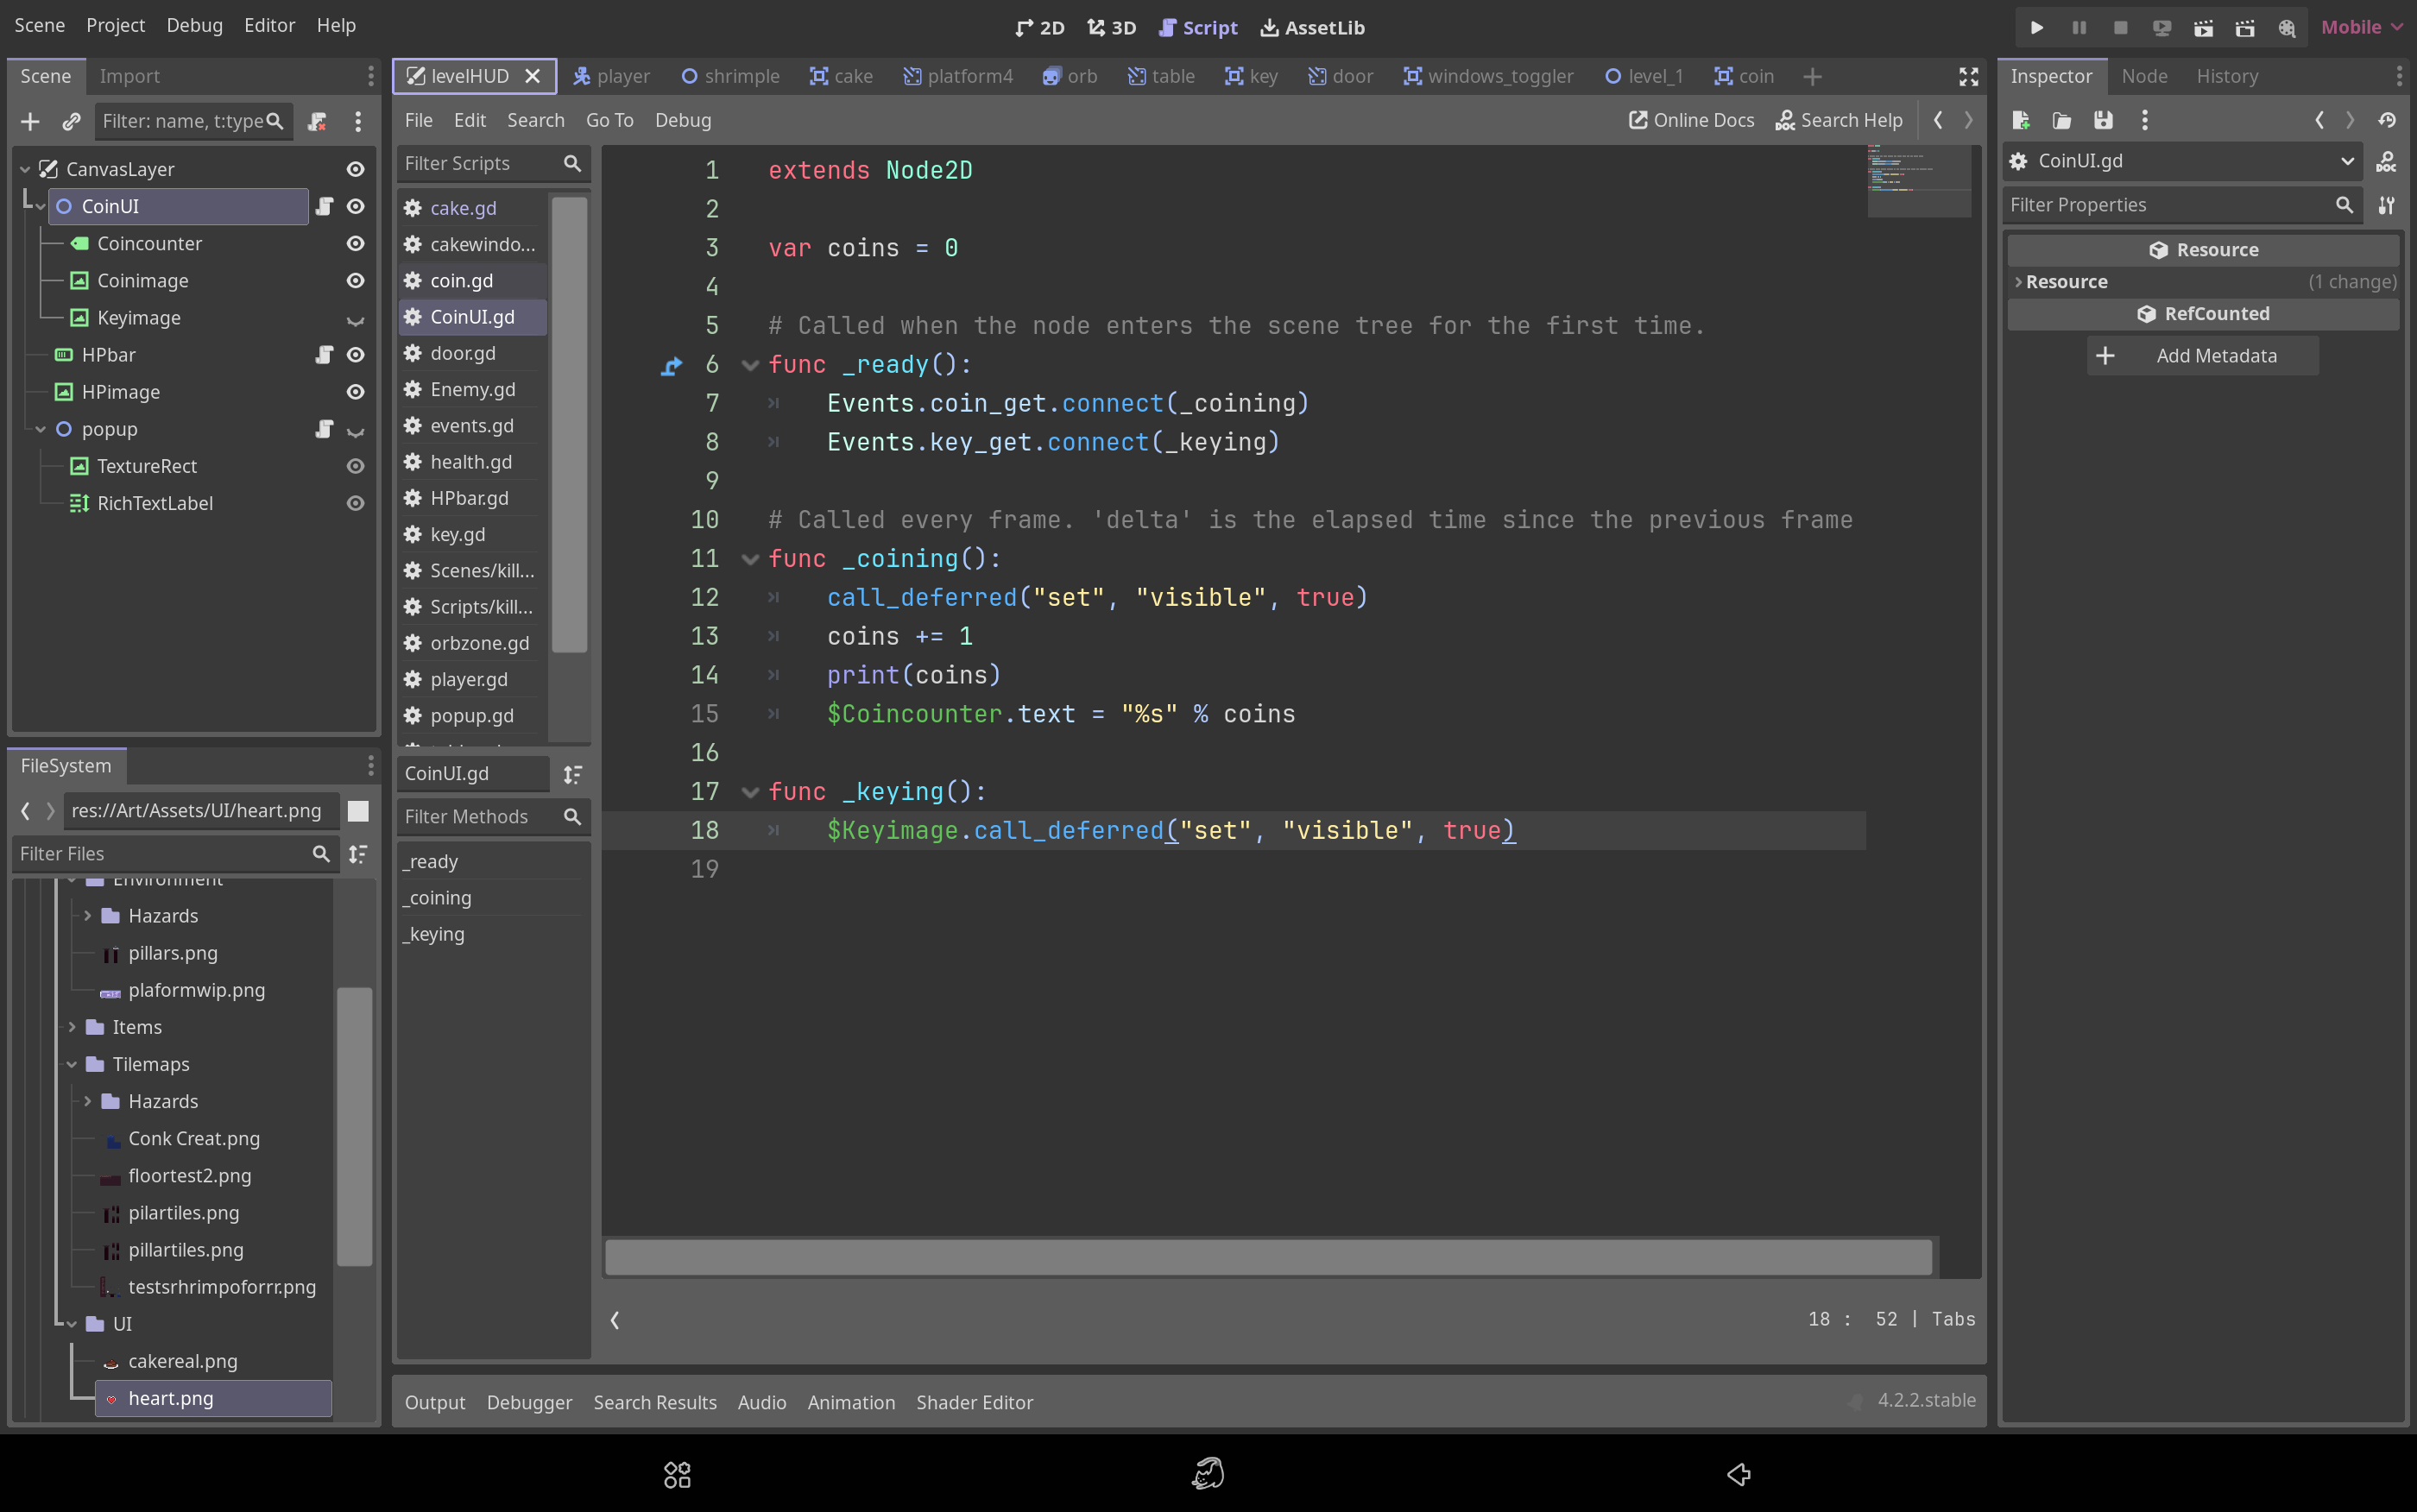 Scene Project Debug Editor Help
2D 3D Script AssetLib
Mobile
Scene Import
Filter: name, t:type
CanvasLayer
CoinUI
Coincounter
Coinimage
Keyimage
HPbar
HPimage
popup
TextureRect
RichTextLabel
FileSystem
res://Art/Assets/UI/heart.png
Filter Files
Environment
Hazards
pillars.png
plaformwip.png
Items
Tilemaps
Hazards
Conk Creat.png
floortest2.png
pilartiles.png
pillartiles.png
testsrhrimpoforrr.png
UI
cakereal.png
heart.png
levelHUD player shrimple cake platform4 orb table key door windows_toggler level_1 coin
File Edit Search Go To Debug
Online Docs Search Help
Filter Scripts
cake.gd
cakewindo...
coin.gd
CoinUI.gd
door.gd
Enemy.gd
events.gd
health.gd
HPbar.gd
key.gd
Scenes/kill...
Scripts/kill...
orbzone.gd
player.gd
popup.gd
CoinUI.gd
Filter Methods
_ready
_coining
_keying
1 extends Node2D
2
3 var coins = 0
4
5 # Called when the node enters the scene tree for the first time.
6 func _ready():
7 Events.coin_get.connect(_coining)
8 Events.key_get.connect(_keying)
9
10 # Called every frame. 'delta' is the elapsed time since the previous frame
11 func _coining():
12 call_deferred("set", "visible", true)
13 coins += 1
14 print(coins)
15 $Coincounter.text = "%s" % coins
16
17 func _keying():
18 $Keyimage.call_deferred("set", "visible", true)
19
18 : 52 | Tabs
Output Debugger Search Results Audio Animation Shader Editor
4.2.2.stable
Inspector Node History
CoinUI.gd
Filter Properties
Resource
Resource (1 change)
RefCounted
Add Metadata